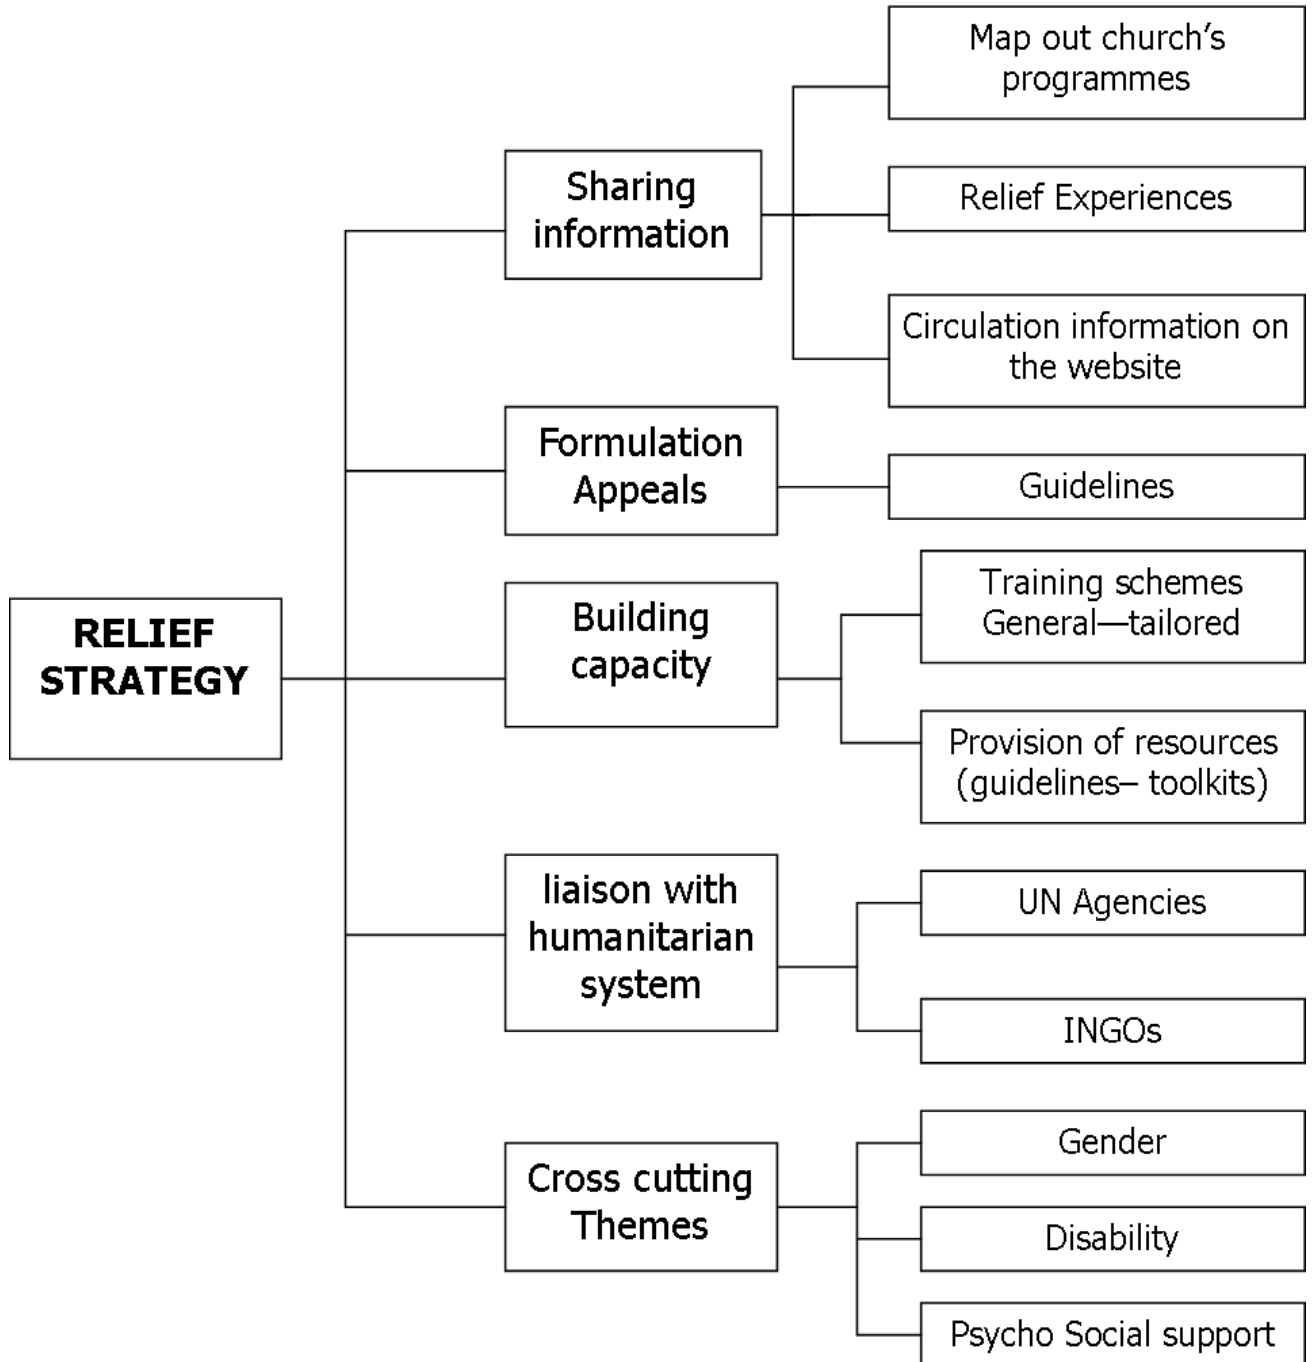 RELIEF
STRATEGY
Sharing
information
Map out church's
programmes
Relief Experiences
Circulation information on
the website
Formulation
Appeals
Guidelines
Building
capacity
Training schemes
General—tailored
Provision of resources
(guidelines– toolkits)
liaison with
humanitarian
system
UN Agencies
INGOs
Cross cutting
Themes
Gender
Disability
Psycho Social support